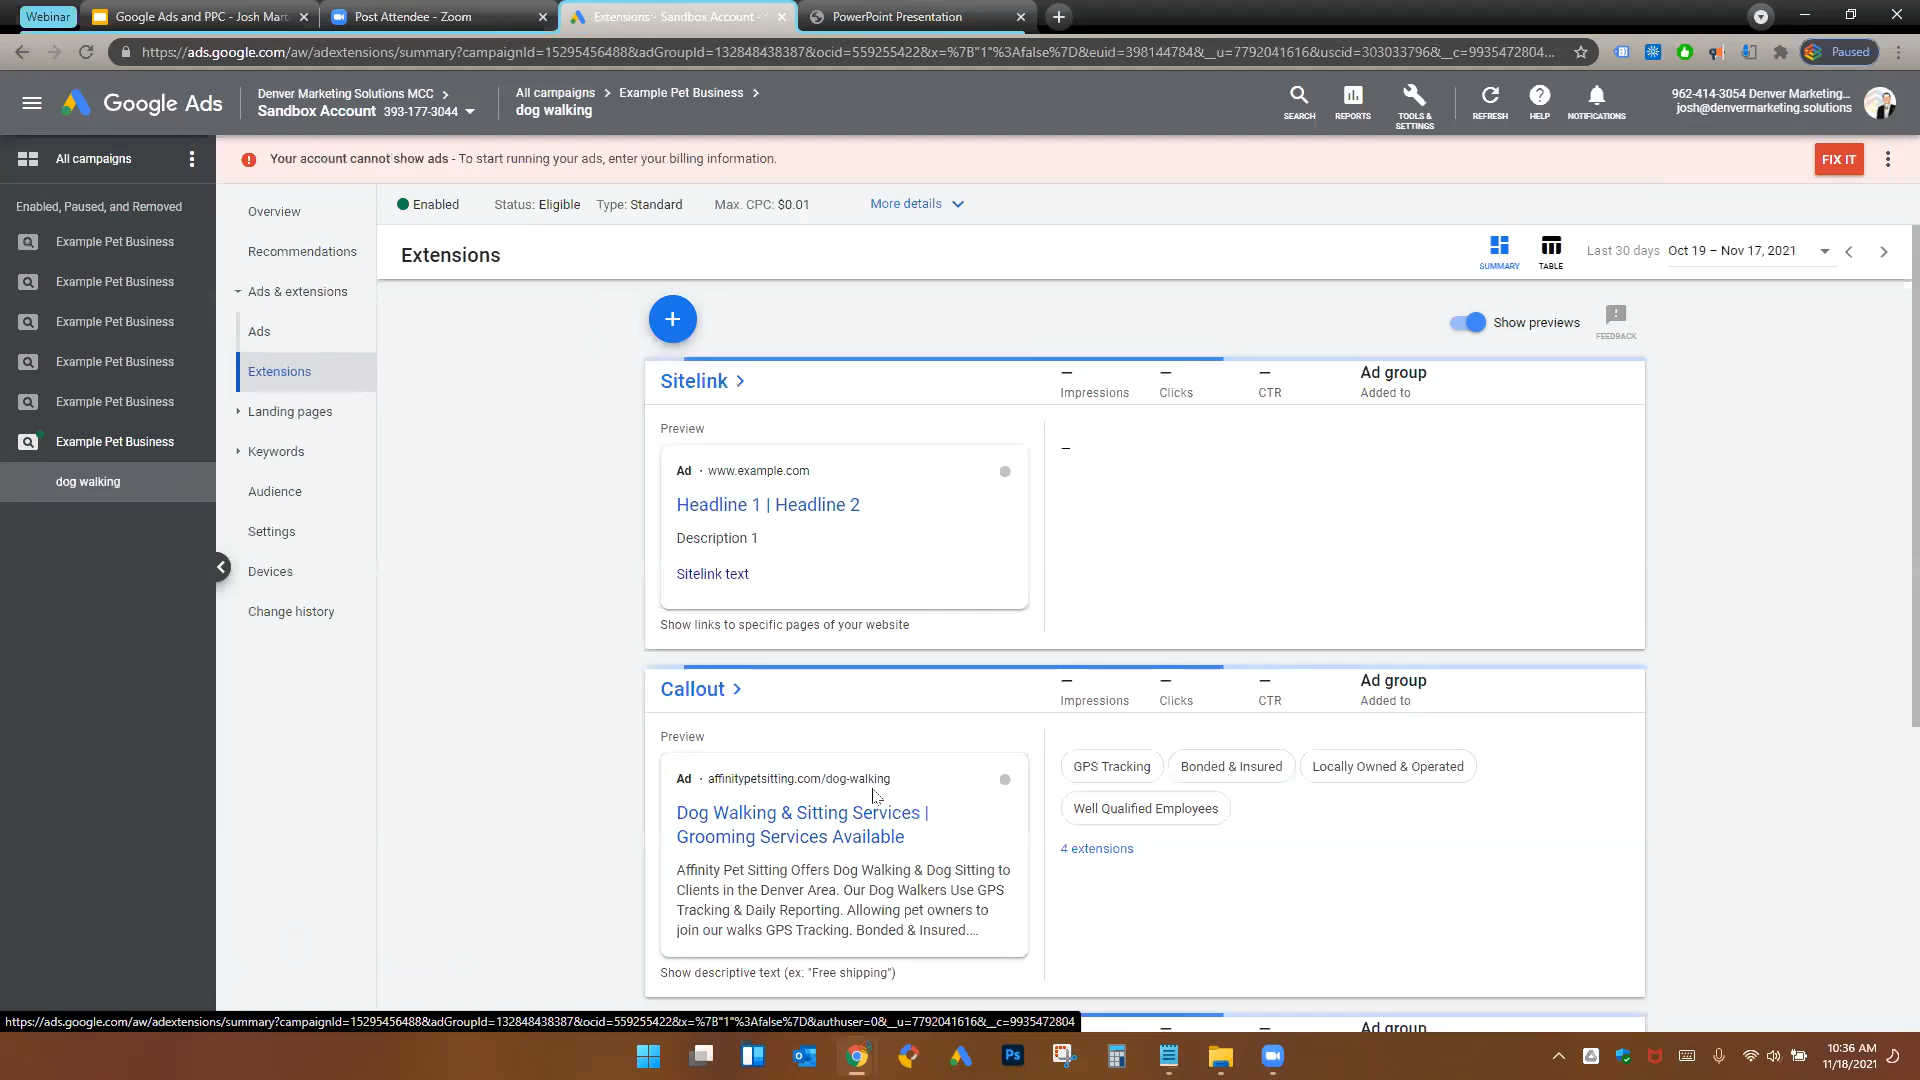 Webinar
Google Ads and PPC - Josh Mart
Post Attendee - Zoom
Extensions - Sandbox Account -
PowerPoint Presentation
https://ads.google.com/aw/adextensions/summary?campaignId=15295456488&adGroupId=132848438387&ocid=559255422&x=%7B"1"%3Afalse%7D&euid=398144784&__u=7792041616&uscid=303033796&__c=9935472804...
Paused
Google Ads
Denver Marketing Solutions MCC
Sandbox Account 393-177-3044
All campaigns > Example Pet Business >
dog walking
SEARCH
REPORTS
TOOLS & SETTINGS
REFRESH
HELP
NOTIFICATIONS
962-414-3054 Denver Marketing...
josh@denvermarketing.solutions
All campaigns
Your account cannot show ads - To start running your ads, enter your billing information.
FIX IT
Enabled, Paused, and Removed
Example Pet Business
Example Pet Business
Example Pet Business
Example Pet Business
Example Pet Business
Example Pet Business
dog walking
Overview
Recommendations
Ads & extensions
Ads
Extensions
Landing pages
Keywords
Audience
Settings
Devices
Change history
Enabled
Status: Eligible
Type: Standard
Max. CPC: $0.01
More details
Extensions
SUMMARY
TABLE
Last 30 days
Oct 19 – Nov 17, 2021
Show previews
FEEDBACK
Sitelink
–
Impressions
–
Clicks
–
CTR
Ad group
Added to
Preview
Ad · www.example.com
Headline 1 | Headline 2
Description 1
Sitelink text
Show links to specific pages of your website
–
Callout
–
Impressions
–
Clicks
–
CTR
Ad group
Added to
Preview
Ad · affinitypetsitting.com/dog-walking
Dog Walking & Sitting Services |
Grooming Services Available
Affinity Pet Sitting Offers Dog Walking & Dog Sitting to
Clients in the Denver Area. Our Dog Walkers Use GPS
Tracking & Daily Reporting. Allowing pet owners to
join our walks GPS Tracking. Bonded & Insured....
Show descriptive text (ex: "Free shipping")
GPS Tracking
Bonded & Insured
Locally Owned & Operated
Well Qualified Employees
4 extensions
–
–
Ad group
https://ads.google.com/aw/adextensions/summary?campaignId=15295456488&adGroupId=132848438387&ocid=559255422&x=%7B"1"%3Afalse%7D&authuser=0&__u=7792041616&__c=9935472804
Ps
10:36 AM
11/18/2021